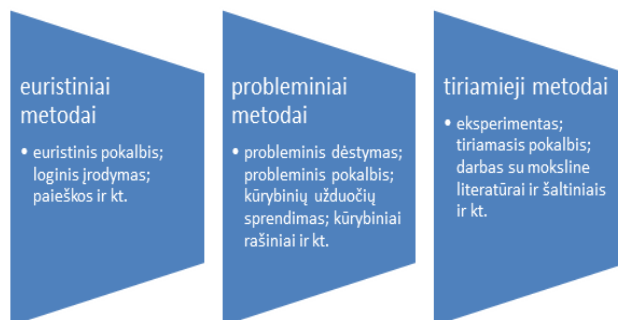 euristiniai
metodai
• euristinis pokalbis;
loginis įrodymas;
paieškos ir kt.
probleminiai
metodai
• probleminis dėstymas;
probleminis pokalbis;
kūrybinių užduočių
sprendimas; kūrybiniai
rašiniai ir kt.
tiriamieji metodai
• eksperimentas;
tiriamasis pokalbis;
darbas su moksline
literatūrai ir šaltiniais
ir kt.